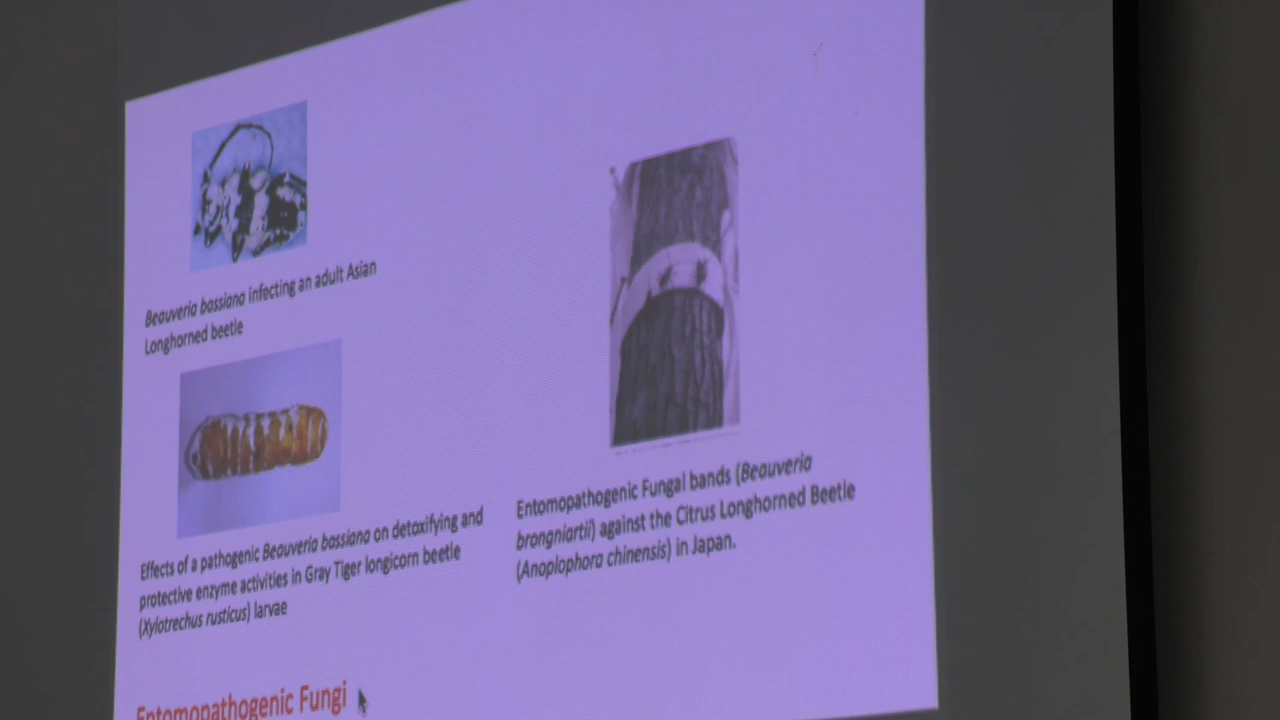 Beauveria bassiana infecting an adult Asian
Longhorned beetle
Effects of a pathogenic Beauveria bassiana on detoxifying and
protective enzyme activities in Gray Tiger longicorn beetle
(Xylotrechus rusticus) larvae
Entomopathogenic Fungal bands (Beauveria
brongniartii) against the Citrus Longhorned Beetle
(Anoplophora chinensis) in Japan.
Entomopathogenic Fungi